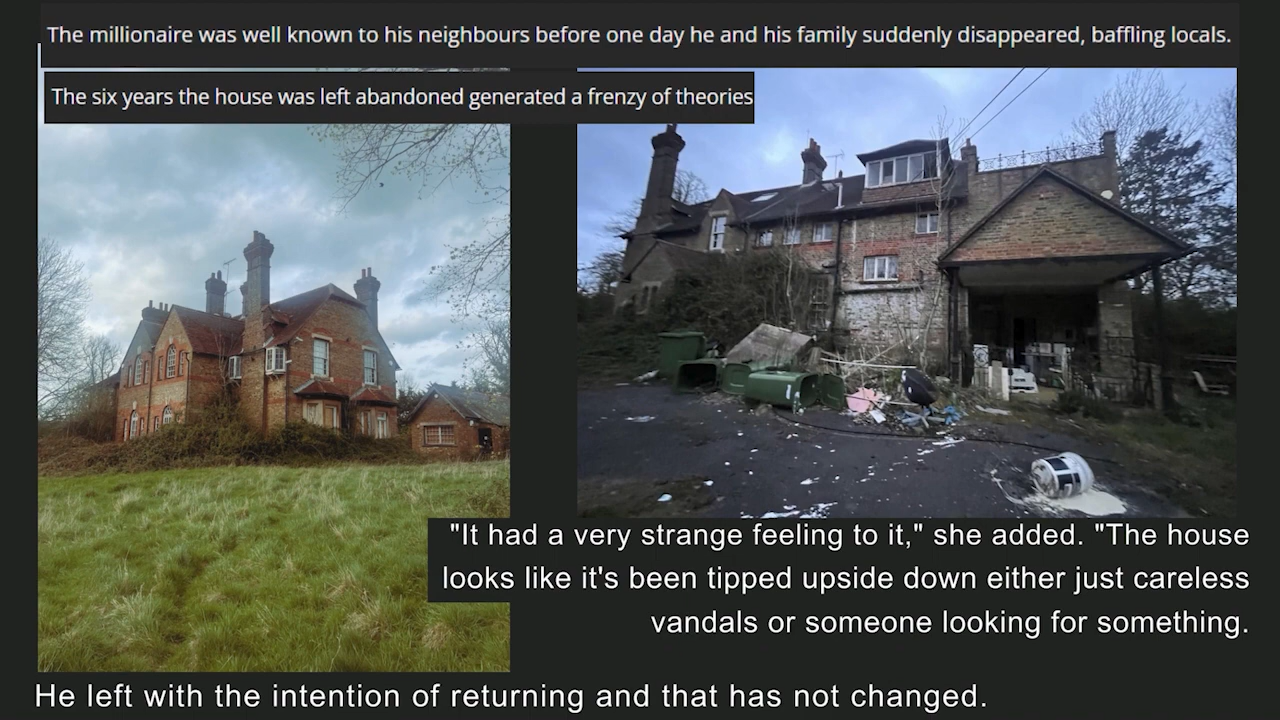 The millionaire was well known to his neighbours before one day he and his family suddenly disappeared, baffling locals.
The six years the house was left abandoned generated a frenzy of theories
"It had a very strange feeling to it," she added. "The house
looks like it's been tipped upside down either just careless
vandals or someone looking for something.
He left with the intention of returning and that has not changed.